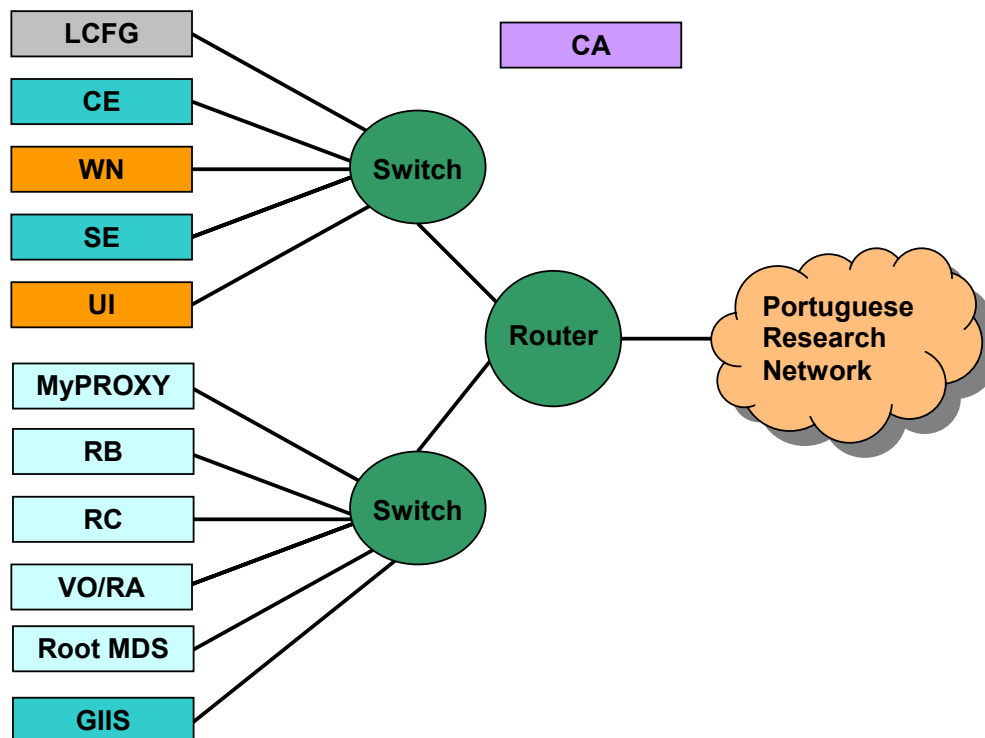 LCFG
CA
CE
WN
Switch
SE
UI
Router
Portuguese
Research
Network
MyPROXY
RB
RC
Switch
VO/RA
Root MDS
GIIS